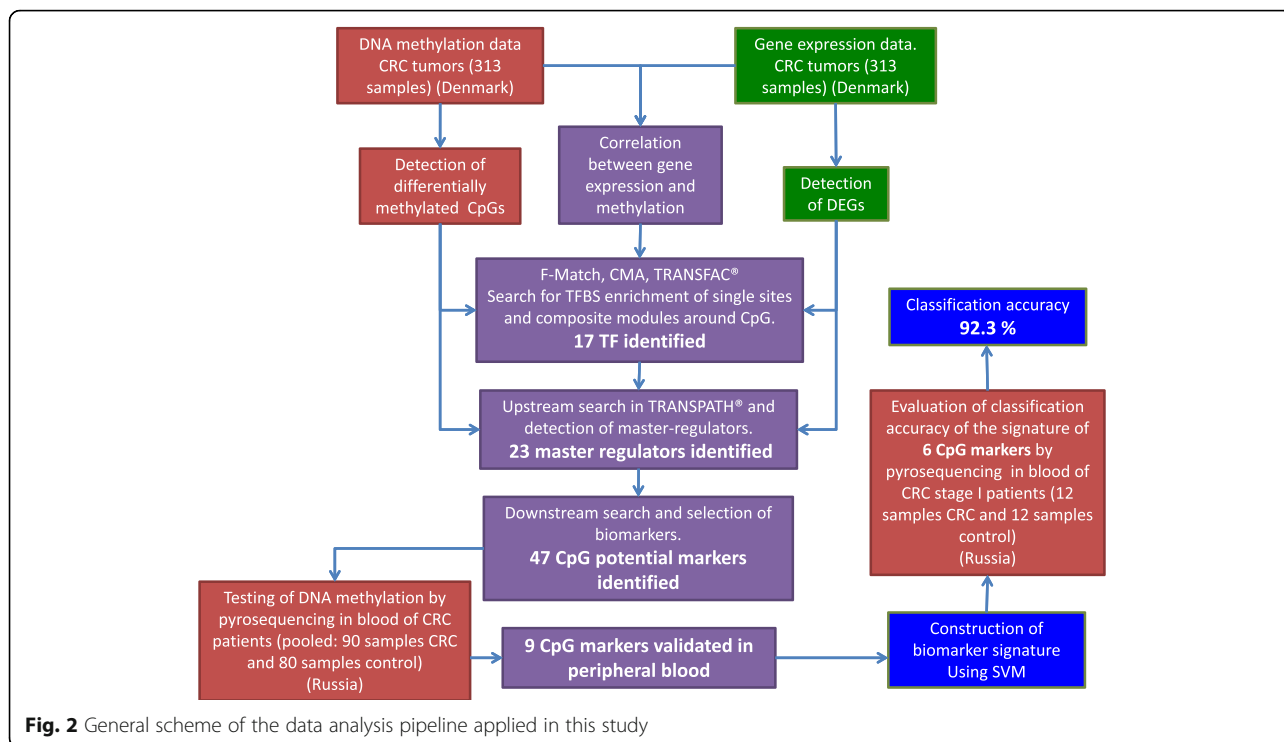 DNA methylation data
CRC tumors (313
samples) (Denmark)
Gene expression data.
CRC tumors (313
samples) (Denmark)
Correlation
between gene
expression and
methylation
Detection of
differentially
methylated CpGs
Detection
of DEGs
F-Match, CMA, TRANSFAC®
Search for TFBS enrichment of single sites
and composite modules around CpG.
17 TF identified
Classification accuracy
92.3 %
Upstream search in TRANSPATH® and
detection of master-regulators.
23 master regulators identified
Evaluation of classification
accuracy of the signature of
6 CpG markers by
pyrosequencing in blood of
CRC stage I patients (12
samples CRC and 12 samples
control)
(Russia)
Downstream search and selection of
biomarkers.
47 CpG potential markers
identified
Testing of DNA methylation by
pyrosequencing in blood of CRC
patients (pooled: 90 samples CRC
and 80 samples control)
(Russia)
9 CpG markers validated in
peripheral blood
Construction of
biomarker signature
Using SVM
Fig. 2 General scheme of the data analysis pipeline applied in this study